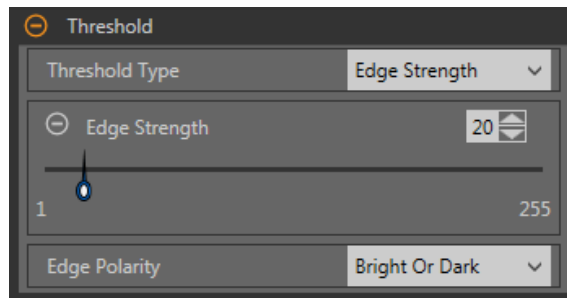 Threshold
Threshold Type Edge Strength
Edge Strength 20
1 255
Edge Polarity Bright Or Dark